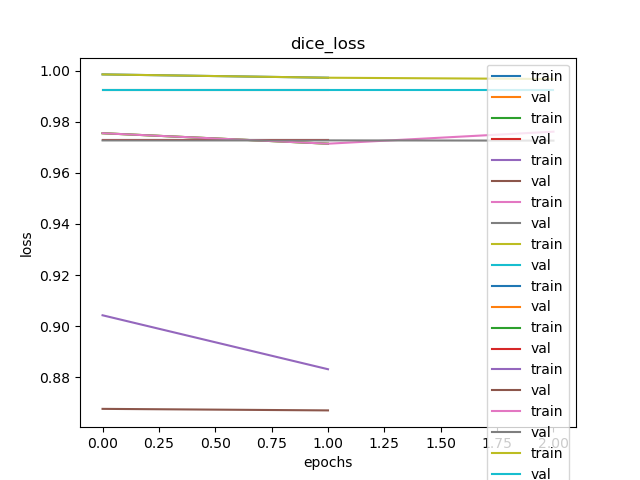 dice_loss
loss
1.00
0.98
0.96
0.94
0.92
0.90
0.88
0.00 0.25 0.50 0.75 1.00 1.25 1.50 1.75 2.00
epochs
train
val
train
val
train
val
train
val
train
val
train
val
train
val
train
val
train
val
train
val